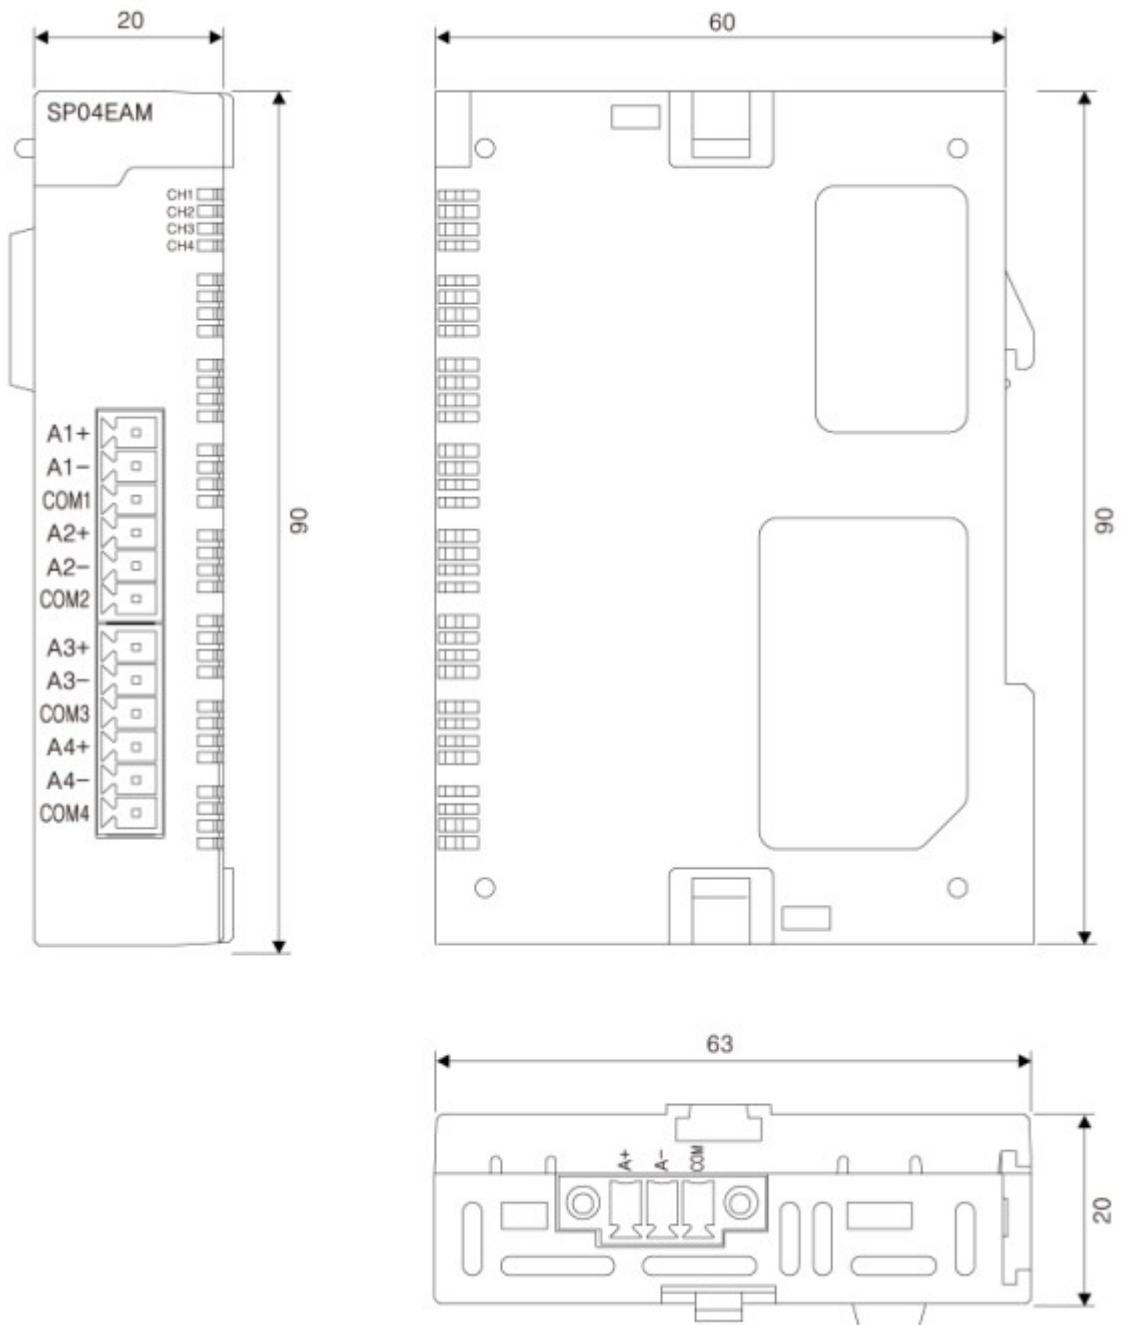 20
60
SP04EAM
CH1
CH2
CH3
CH4
A1+
A1-
COM1
A2+
A2-
COM2
A3+
A3-
COM3
A4+
A4-
COM4
90
90
63
A+
A-
COM
20